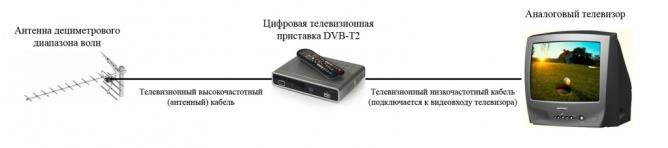 Антенна дециметрового
диапазона волн
Телевизионный высокочастотный
(антенный) кабель
Цифровая телевизионная
приставка DVB-T2
Телевизионный низкочастотный кабель
(подключается к видеовходу телевизора)
Аналоговый телевизор